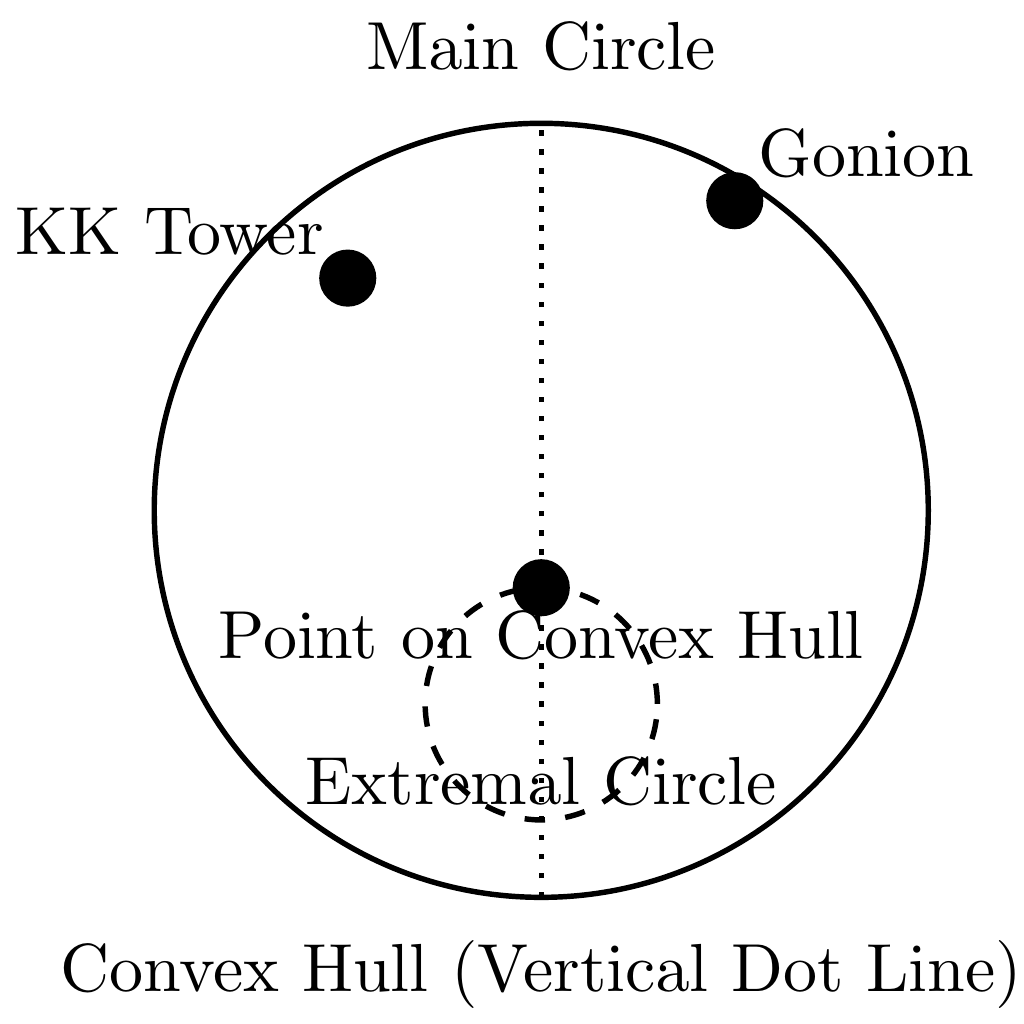 Main Circle
Gonion
KK Tower
Point on Convex Hull
Extremal Circle
Convex Hull (Vertical Dot Line)